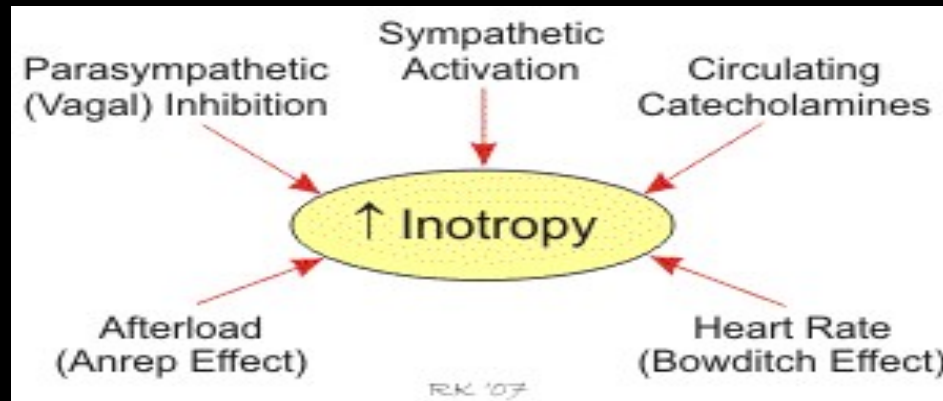 Sympathetic
Activation
Parasympathetic
(Vagal) Inhibition
Circulating
Catecholamines
↑ Inotropy
Afterload
(Anrep Effect)
Heart Rate
(Bowditch Effect)
RK '07